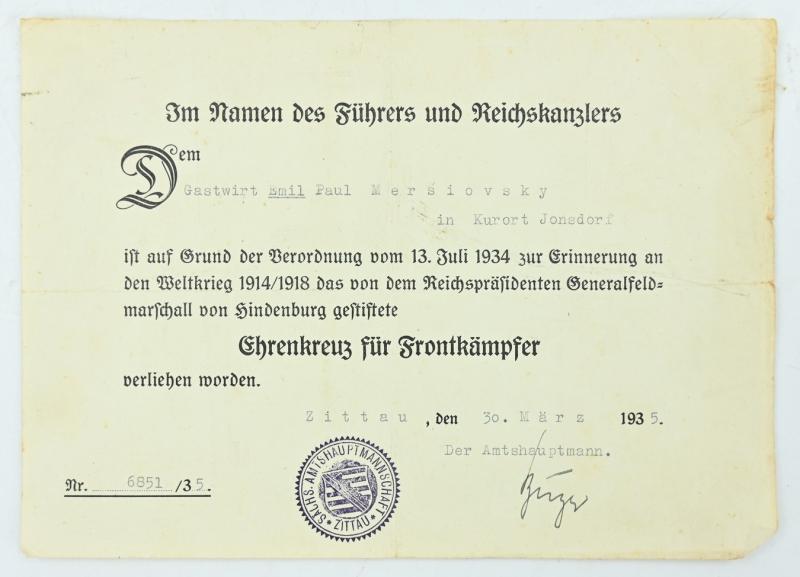 Im Namen des Führers und Reichskanzlers
Dem
Gastwirt Emil Paul Mersiovsky
in Kurort Jonsdorf
ist auf Grund der Verordnung vom 13. Juli 1934 zur Erinnerung an
den Weltkrieg 1914/1918 das von dem Reichspräsidenten Generalfeld=
marschall von Hindenburg gestiftete
Ehrenkreuz für Frontkämpfer
verliehen worden.
Zittau, den 30. März 1935.
Der Amtshauptmann.
Nr. 6851 /35.
SÄCHS. AMTSHAUPTMANNSCHAFT
* ZITTAU *